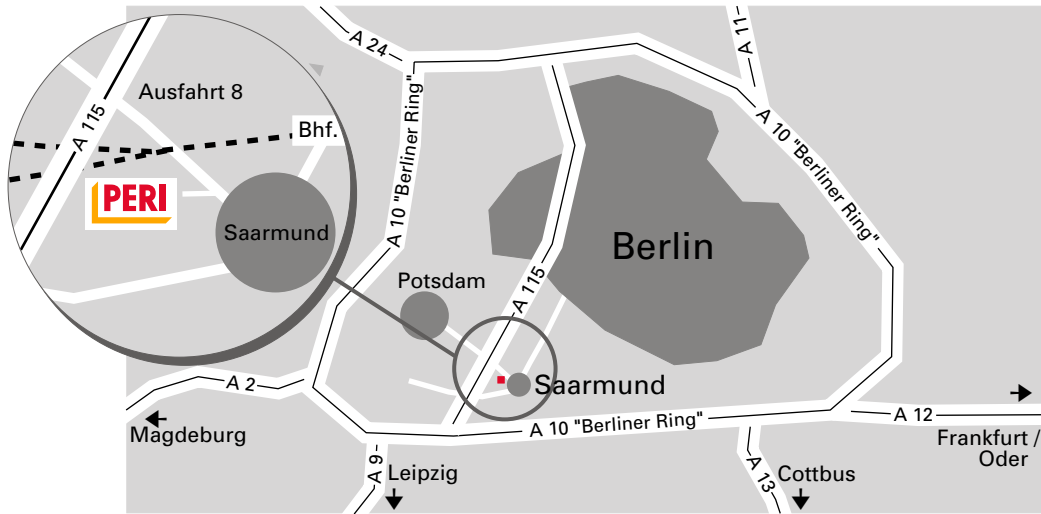 A 24
A 11
Ausfahrt 8
A 115
Bhf.
PERI
Saarmund
A 10 "Berliner Ring"
A 10 "Berliner Ring"
Berlin
Potsdam
A 115
Saarmund
A 2
Magdeburg
A 10 "Berliner Ring"
A 12
Frankfurt /
Oder
A 9
Leipzig
A 13
Cottbus